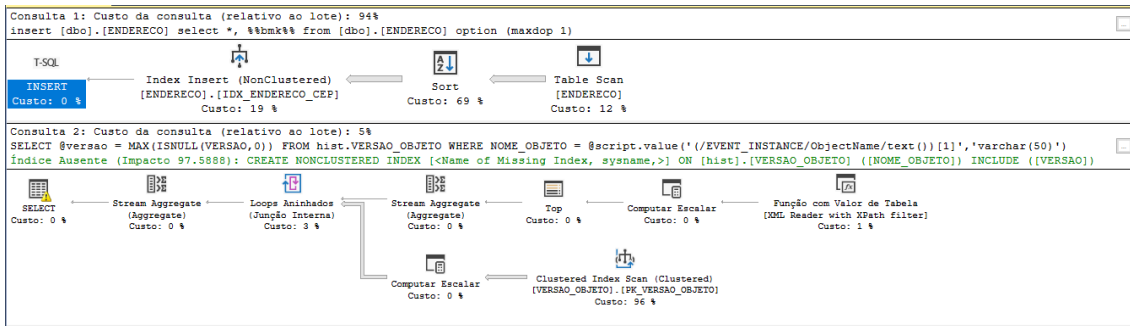 Consulta 1: Custo da consulta (relativo ao lote): 94%
insert [dbo].[ENDERECO] select *, %%bmk%% from [dbo].[ENDERECO] option (maxdop 1)
T-SQL
INSERT
Custo: 0 %
Index Insert (NonClustered)
[ENDERECO].[IDX_ENDERECO_CEP]
Custo: 19 %
Sort
Custo: 69 %
Table Scan
[ENDERECO]
Custo: 12 %
Consulta 2: Custo da consulta (relativo ao lote): 5%
SELECT @versao = MAX(ISNULL(VERSAO,0)) FROM hist.VERSAO_OBJETO WHERE NOME_OBJETO = @script.value('(/EVENT_INSTANCE/ObjectName/text())[1]','varchar(50)')
Índice Ausente (Impacto 97.5888): CREATE NONCLUSTERED INDEX [<Name of Missing Index, sysname,>] ON [hist].[VERSAO_OBJETO] ([NOME_OBJETO]) INCLUDE ([VERSAO])
SELECT
Custo: 0 %
Stream Aggregate
(Aggregate)
Custo: 0 %
Loops Aninhados
(Junção Interna)
Custo: 3 %
Stream Aggregate
(Aggregate)
Custo: 0 %
Top
Custo: 0 %
Computar Escalar
Custo: 0 %
Função com Valor de Tabela
[XML Reader with XPath filter]
Custo: 1 %
Computar Escalar
Custo: 0 %
Clustered Index Scan (Clustered)
[VERSAO_OBJETO].[PK_VERSAO_OBJETO]
Custo: 96 %